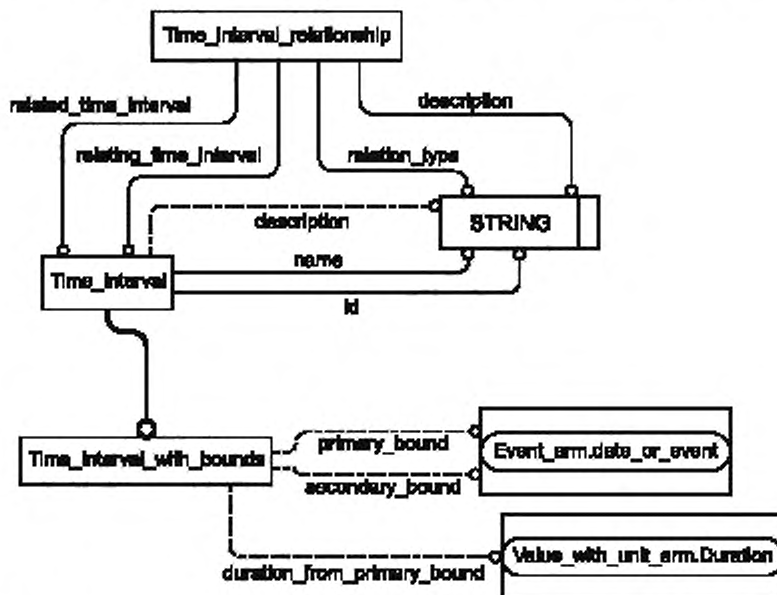 Time_interval_relationship
related_time_interval
description
relating_time_interval
relation_type
description
STRING
name
Time_interval
id
primary_bound
Event_arm.date_or_event
Time_interval_with_bounds
secondary_bound
Value_with_unit_arm.Duration
duration_from_primary_bound